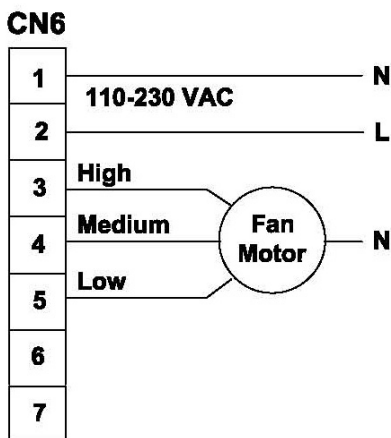 CN6
1 N
110-230 VAC
2 L
High
3
Medium Fan
4 Motor N
Low
5
6
7